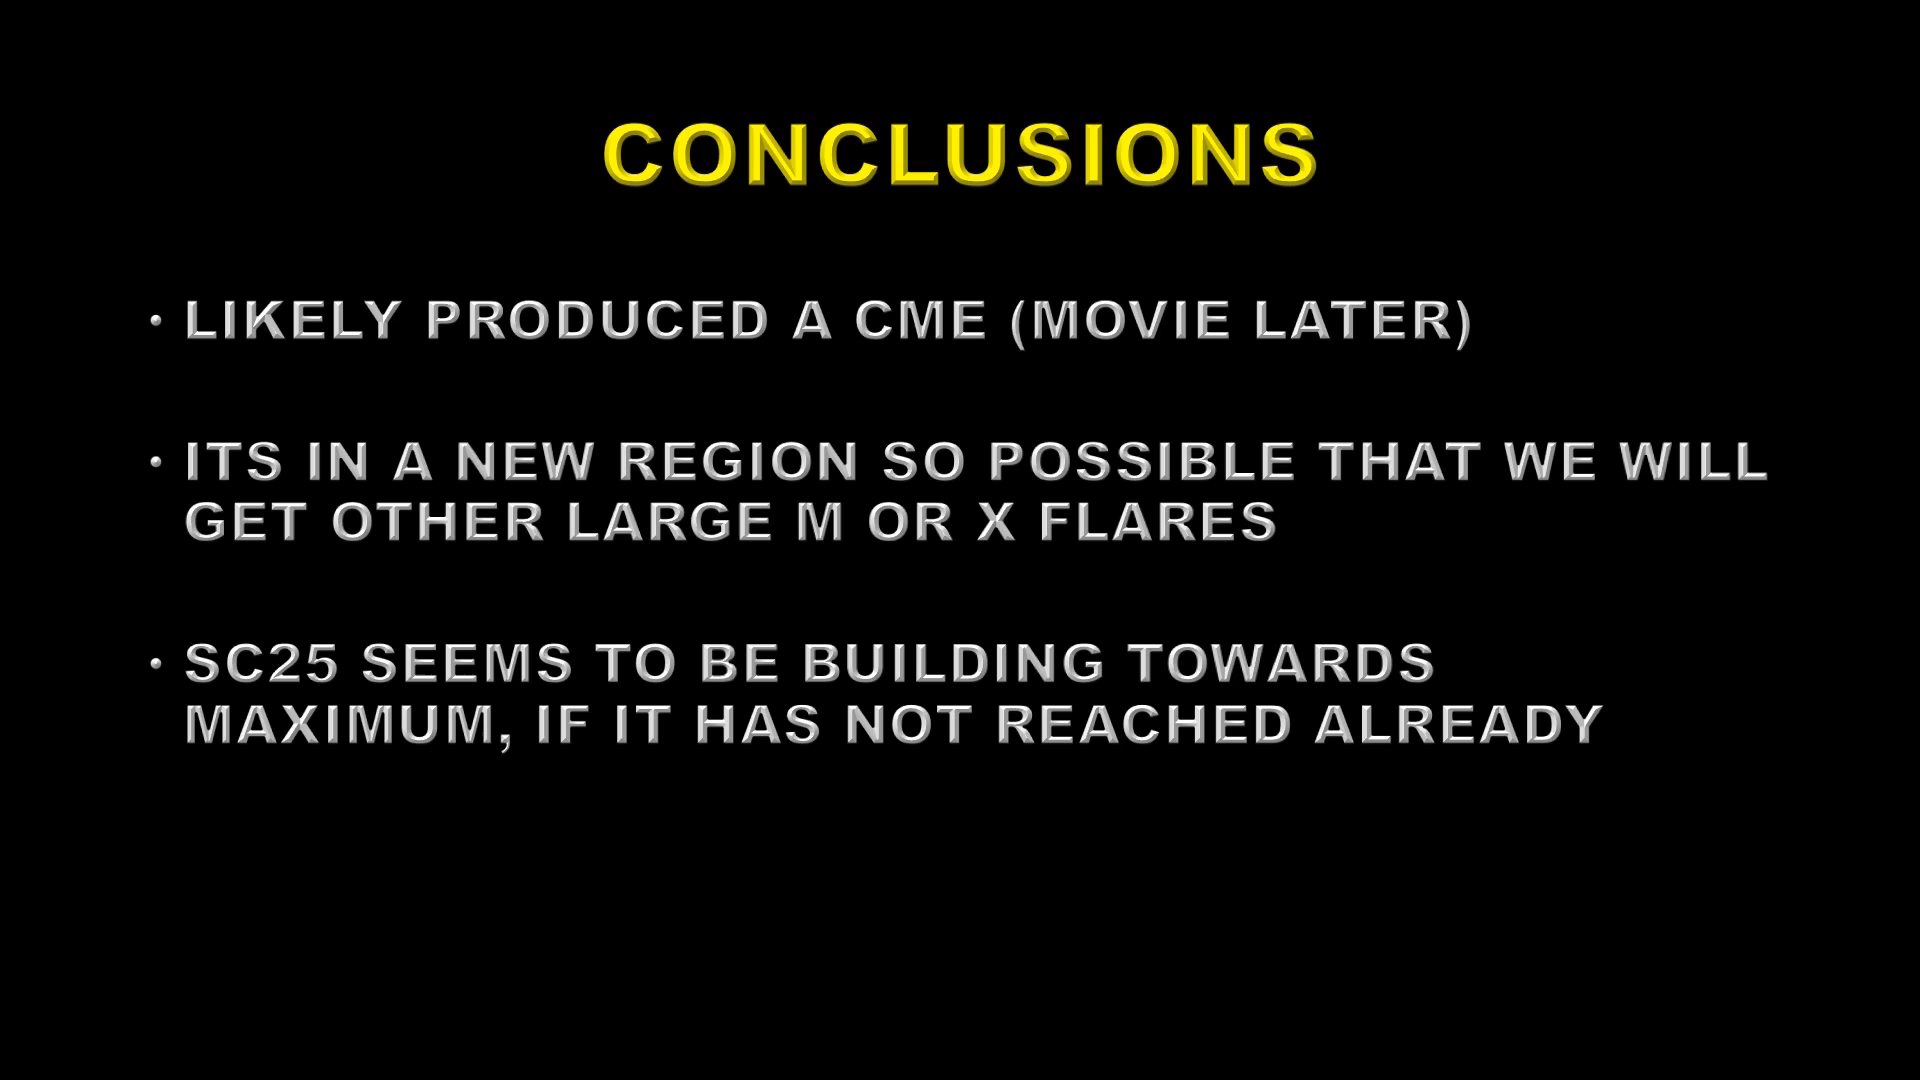 CONCLUSIONS
• LIKELY PRODUCED A CME (MOVIE LATER)
• ITS IN A NEW REGION SO POSSIBLE THAT WE WILL
GET OTHER LARGE M OR X FLARES
• SC25 SEEMS TO BE BUILDING TOWARDS
MAXIMUM, IF IT HAS NOT REACHED ALREADY